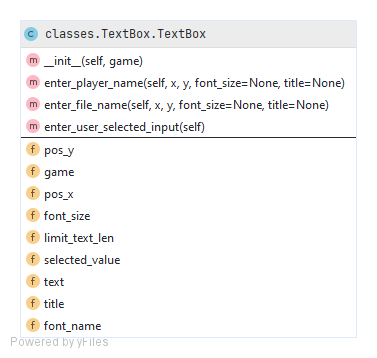 c classes.TextBox.TextBox
m __init__(self, game)
m enter_player_name(self, x, y, font_size=None, title=None)
m enter_file_name(self, x, y, font_size=None, title=None)
m enter_user_selected_input(self)
f pos_y
f game
f pos_x
f font_size
f limit_text_len
f selected_value
f text
f title
f font_name
Powered by yFiles